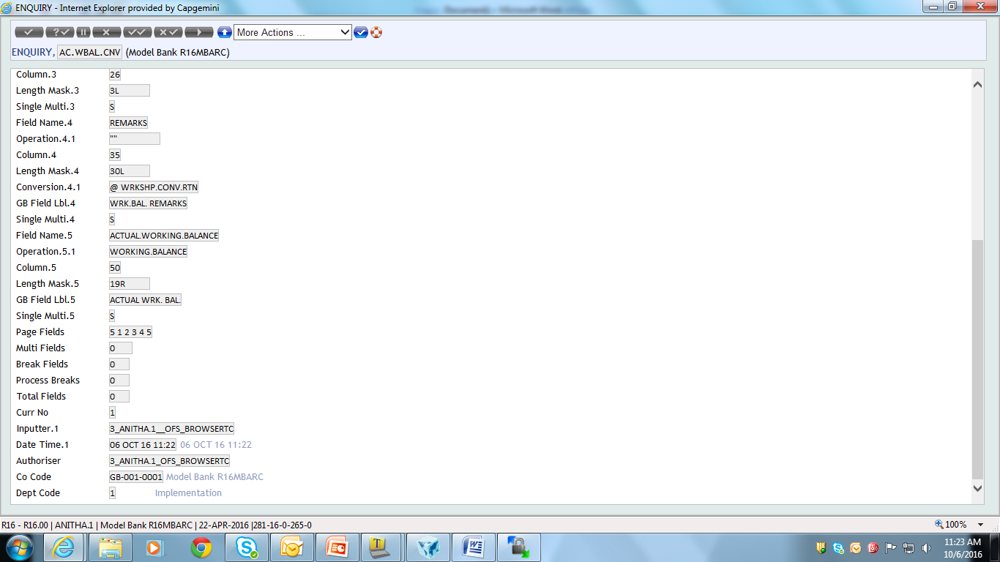 ENQUIRY - Internet Explorer provided by Capgemini
More Actions ...
ENQUIRY, AC.WBAL.CNV (Model Bank R16MBARC)
Column.3 26
Length Mask.3 3L
Single Multi.3 S
Field Name.4 REMARKS
Operation.4.1 ""
Column.4 35
Length Mask.4 30L
Conversion.4.1 @ WRKSHP.CONV.RTN
GB Field Lbl.4 WRK.BAL. REMARKS
Single Multi.4 S
Field Name.5 ACTUAL.WORKING.BALANCE
Operation.5.1 WORKING.BALANCE
Column.5 50
Length Mask.5 19R
GB Field Lbl.5 ACTUAL WRK. BAL.
Single Multi.5 S
Page Fields 5 1 2 3 4 5
Multi Fields 0
Break Fields 0
Process Breaks 0
Total Fields 0
Curr No 1
Inputter.1 3_ANITHA.1__OFS_BROWSERTC
Date Time.1 06 OCT 16 11:22 06 OCT 16 11:22
Authoriser 3_ANITHA.1_OFS_BROWSERTC
Co Code GB-001-0001 Model Bank R16MBARC
Dept Code 1 Implementation
R16 - R16.00 | ANITHA.1 | Model Bank R16MBARC | 22-APR-2016 |281-16-0-265-0
100%
11:23 AM
10/6/2016